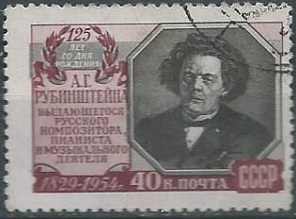 125
ЛЕТ
СО ДНЯ
РОЖДЕНИЯ
А.Г.
РУБИНШТЕЙНА
ВЫДАЮЩЕГОСЯ
РУССКОГО
КОМПОЗИТОРА,
ПИАНИСТА
И МУЗЫКАЛЬНОГО
ДЕЯТЕЛЯ
1829-1954
40 К. ПОЧТА СССР